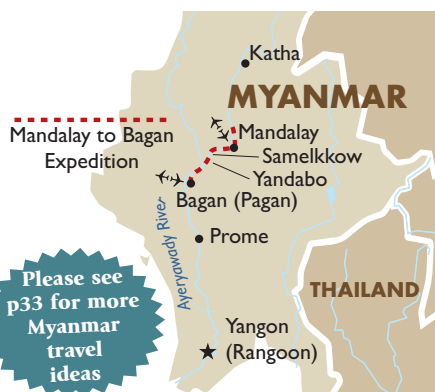 Katha
MYANMAR
Mandalay to Bagan
Expedition
Mandalay
Samelkkow
Yandabo
Bagan (Pagan)
Ayeryawady River
Prome
Please see
p33 for more
Myanmar
travel
ideas
THAILAND
Yangon
(Rangoon)